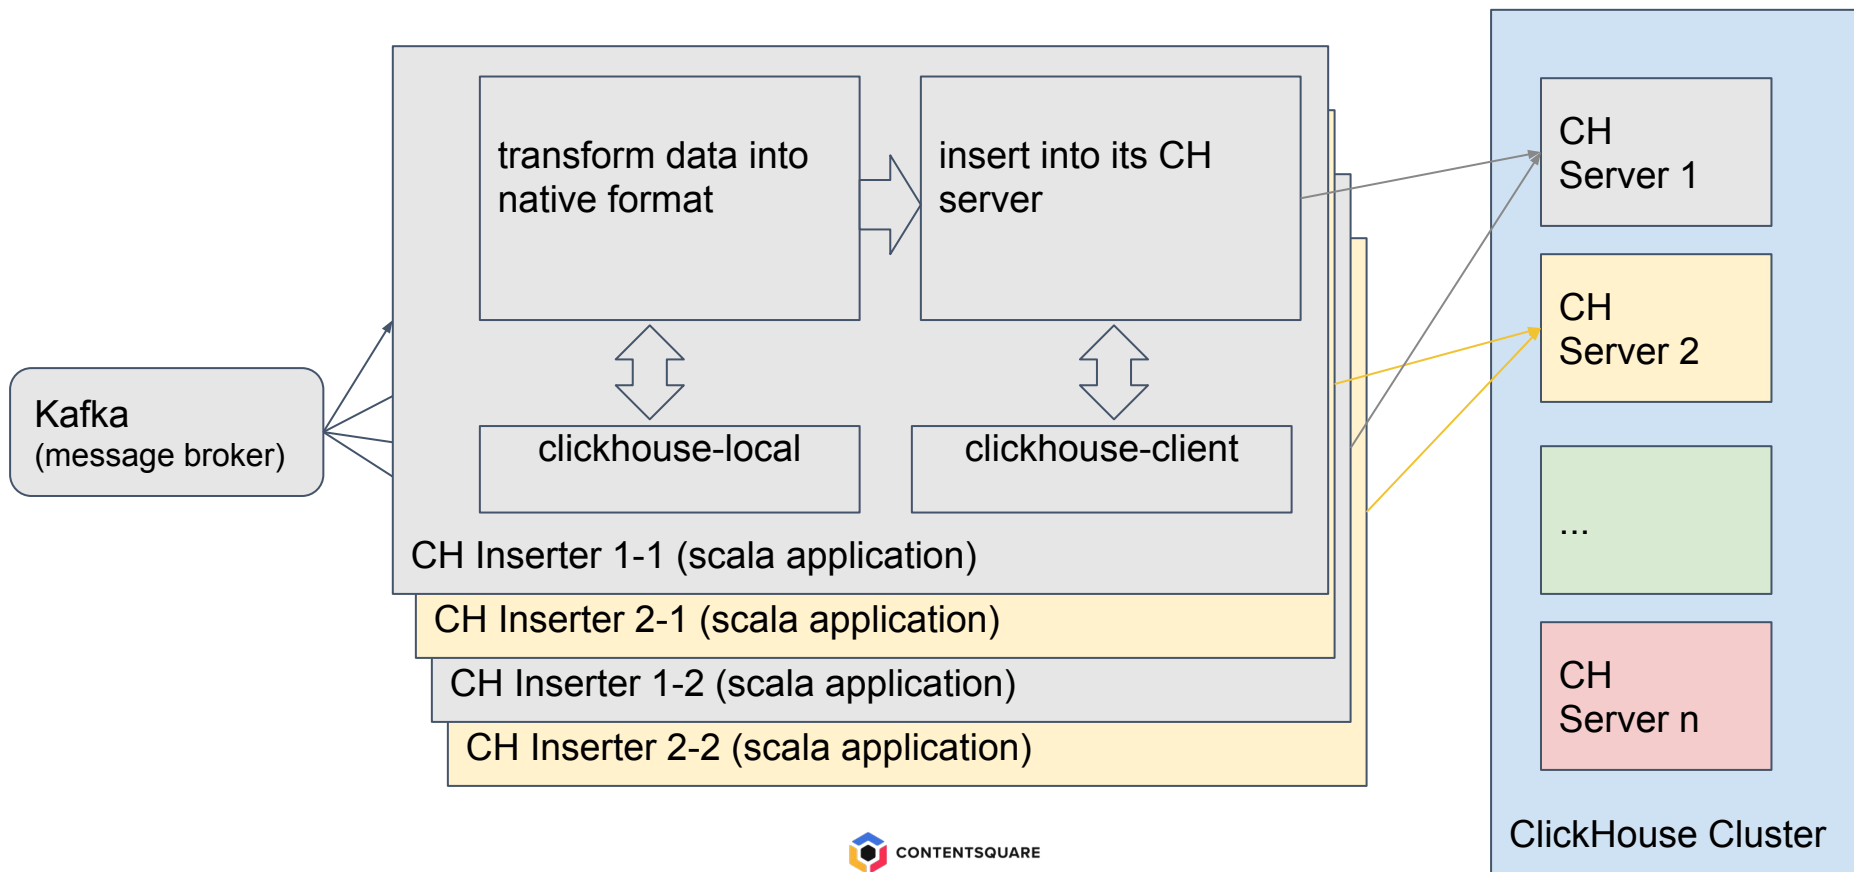 Kafka
(message broker)
transform data into
native format
insert into its CH
server
clickhouse-local
clickhouse-client
CH Inserter 1-1 (scala application)
CH Inserter 2-1 (scala application)
CH Inserter 1-2 (scala application)
CH Inserter 2-2 (scala application)
CH
Server 1
CH
Server 2
...
CH
Server n
ClickHouse Cluster
CONTENTSQUARE